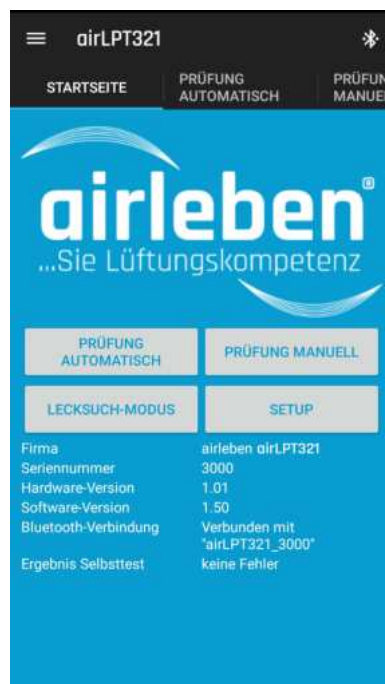 airLPT321
STARTSEITE
PRÜFUNG
AUTOMATISCH
PRÜFUN
MANUEL
airleben®
...Sie Lüftungskompetenz
PRÜFUNG
AUTOMATISCH
PRÜFUNG MANUELL
LECKSUCH-MODUS
SETUP
Firma airleben airLPT321
Seriennummer 3000
Hardware-Version 1.01
Software-Version 1.50
Bluetooth-Verbindung Verbunden mit
"airLPT321_3000"
Ergebnis Selbsttest keine Fehler